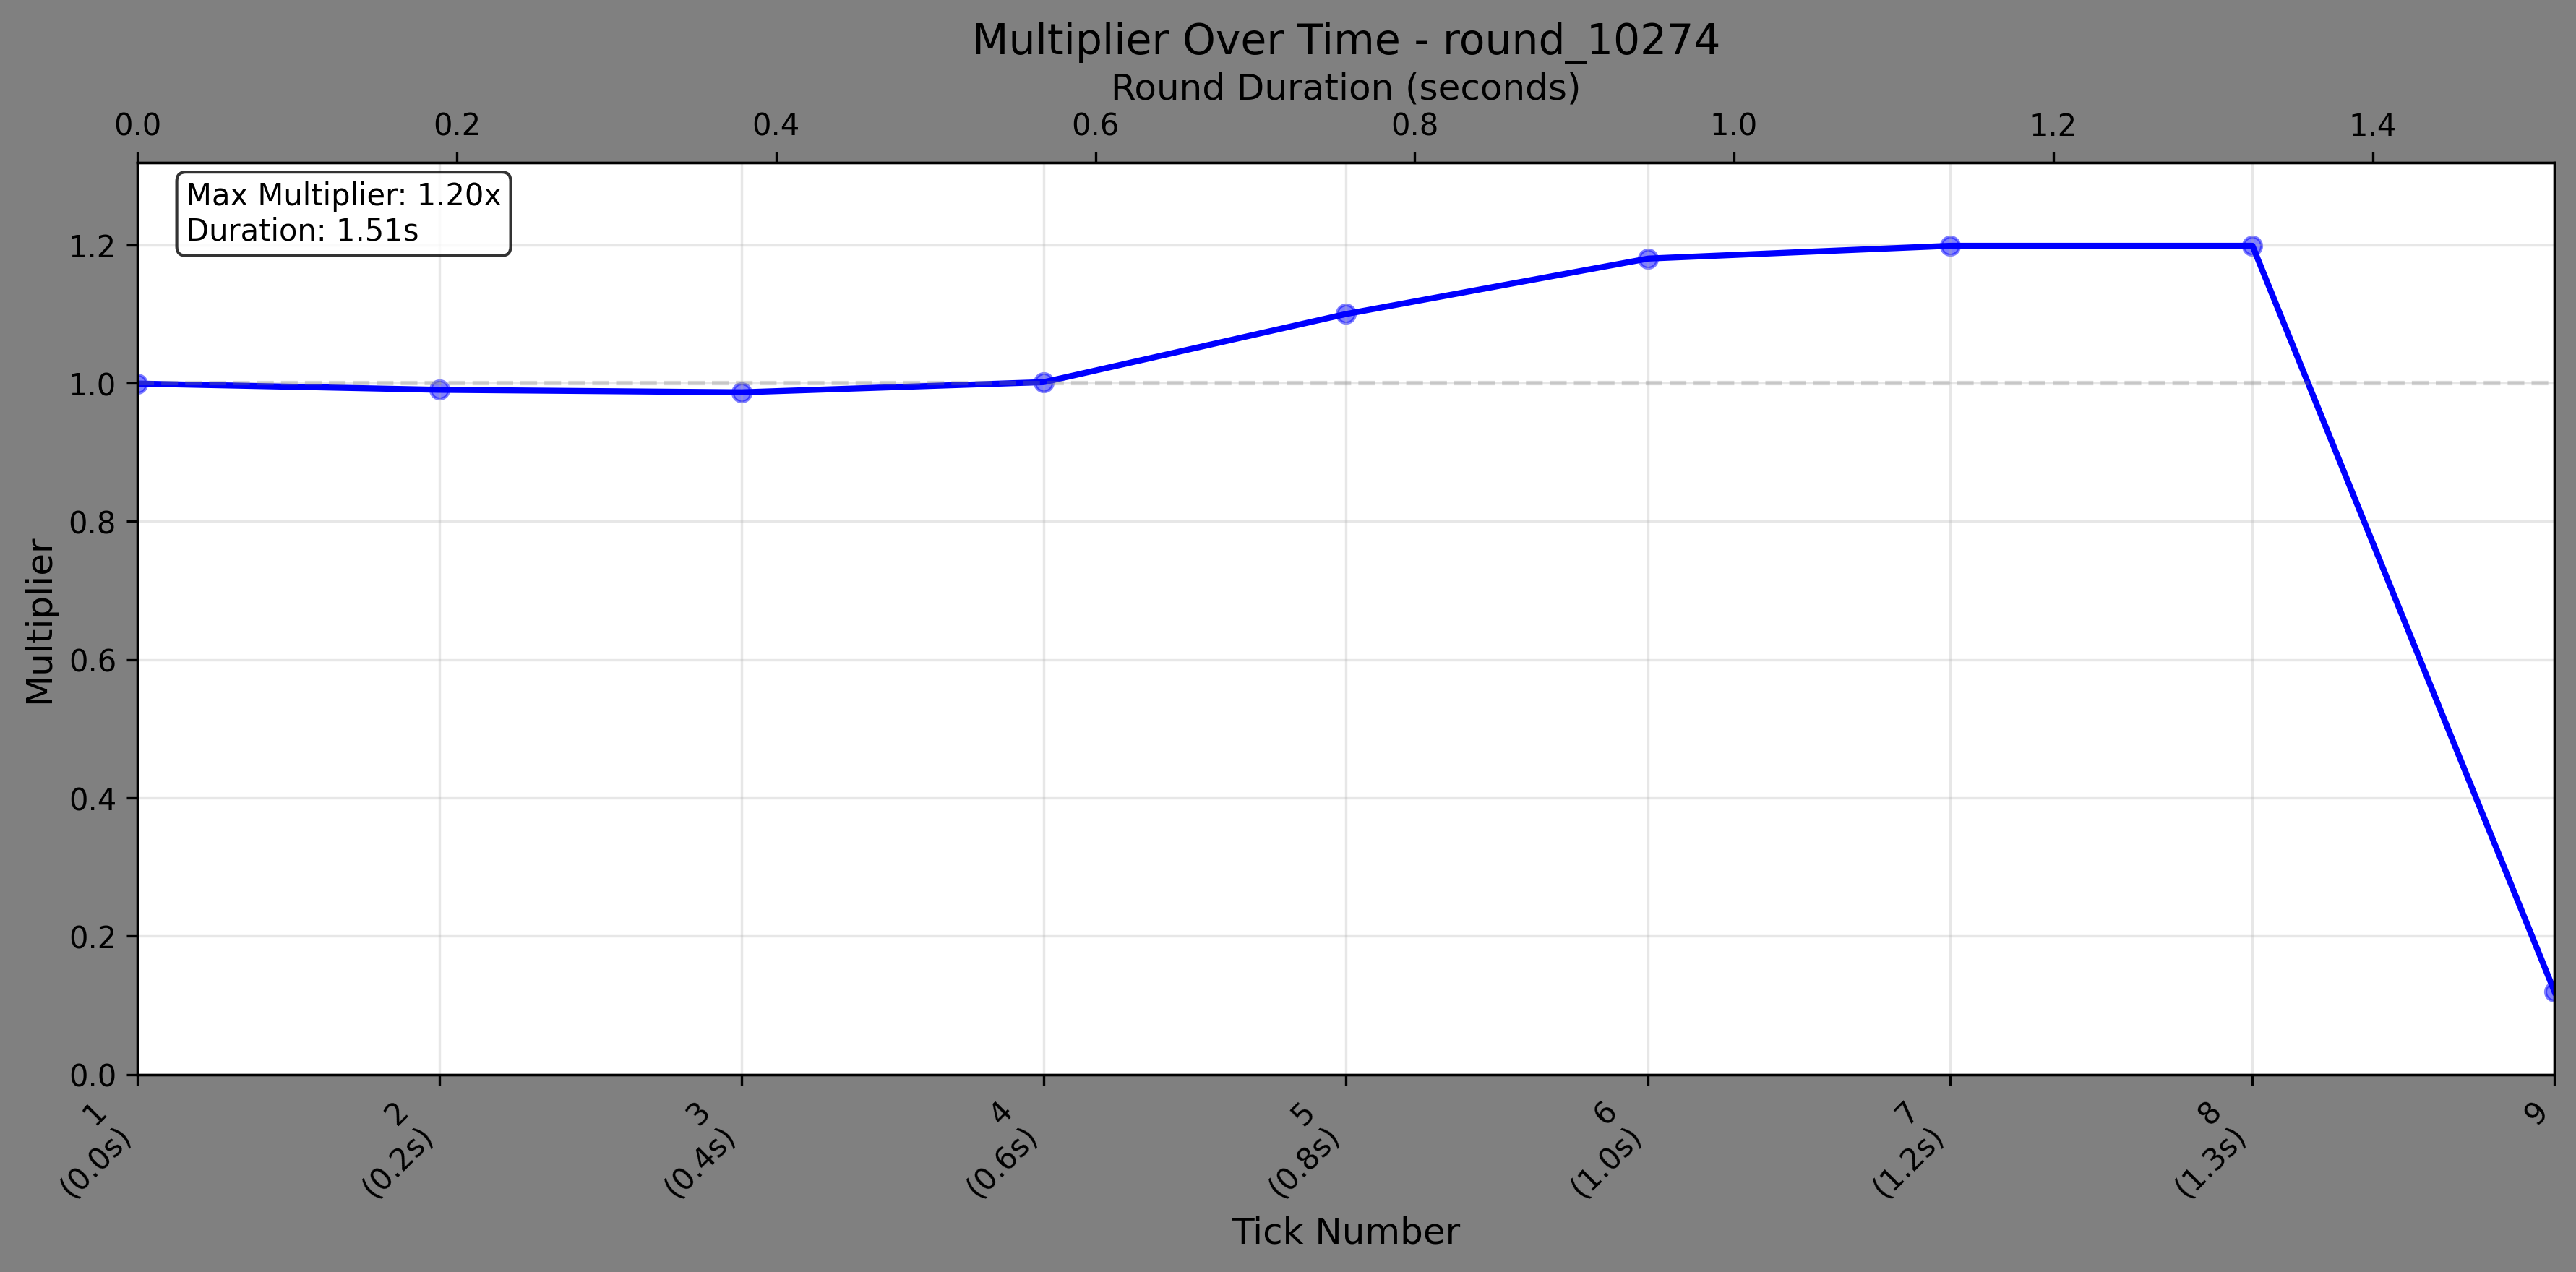 Multiplier Over Time - round_10274
Round Duration (seconds)
0.0 0.2 0.4 0.6 0.8 1.0 1.2 1.4
Max Multiplier: 1.20x
Duration: 1.51s
1.2
1.0
0.8
0.6
0.4
0.2
0.0
Multiplier
1 2 3 4 5 6 7 8 9
(0.0s) (0.2s) (0.4s) (0.6s) (0.8s) (1.0s) (1.2s) (1.3s)
Tick Number